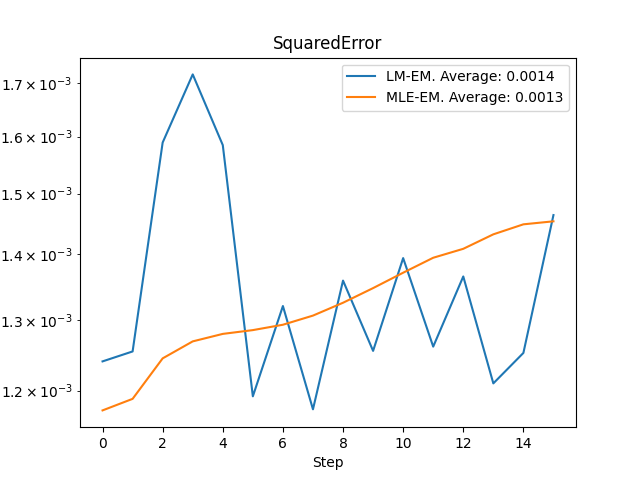 SquaredError
LM-EM. Average: 0.0014
MLE-EM. Average: 0.0013
1.7 × 10⁻³
1.6 × 10⁻³
1.5 × 10⁻³
1.4 × 10⁻³
1.3 × 10⁻³
1.2 × 10⁻³
0 2 4 6 8 10 12 14
Step